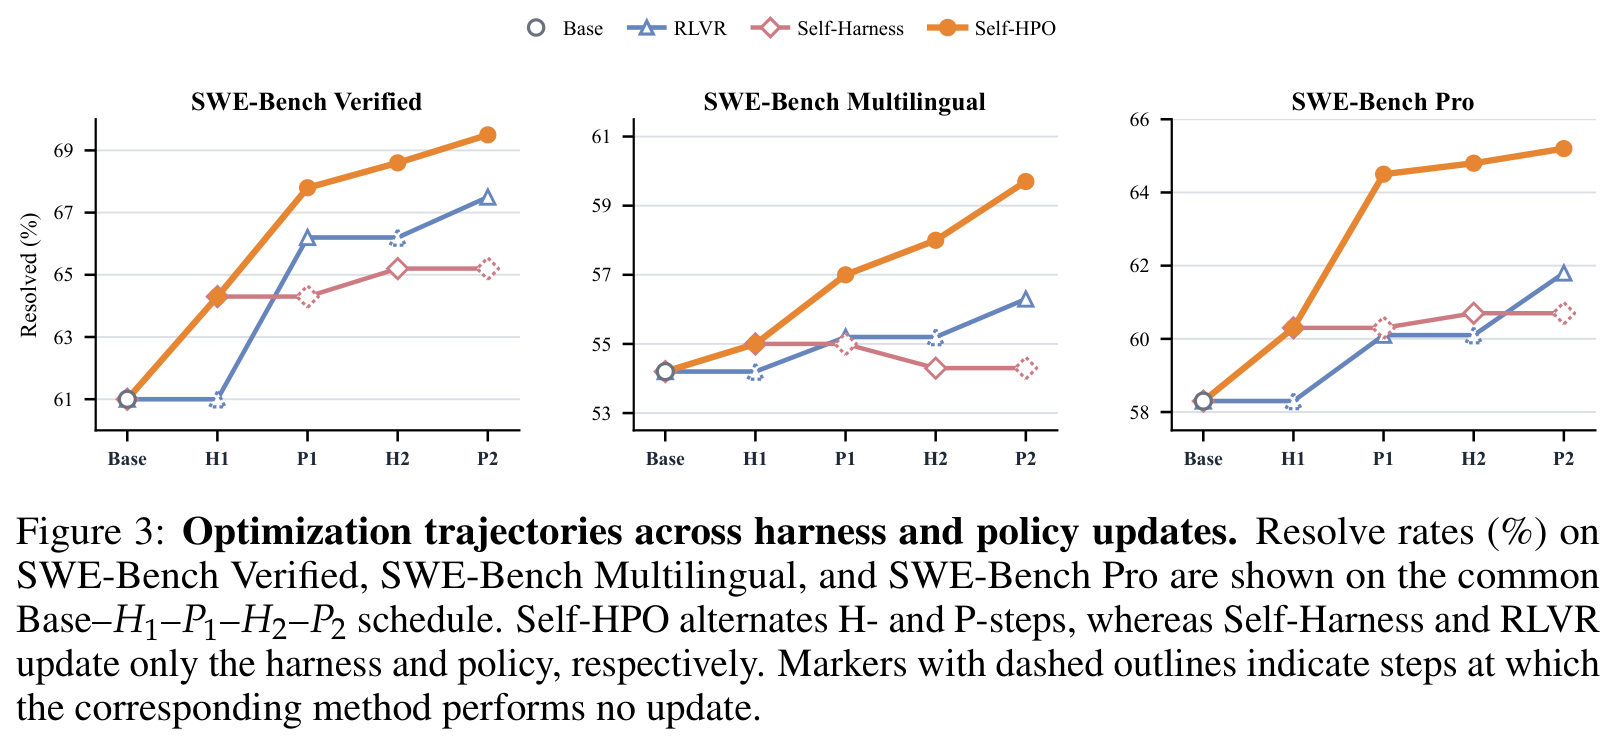 Base RLVR Self-Harness Self-HPO
SWE-Bench Verified
Resolved (%)
69
67
65
63
61
Base H1 P1 H2 P2
SWE-Bench Multilingual
61
59
57
55
53
Base H1 P1 H2 P2
SWE-Bench Pro
66
64
62
60
58
Base H1 P1 H2 P2
Figure 3: Optimization trajectories across harness and policy updates. Resolve rates (%) on
SWE-Bench Verified, SWE-Bench Multilingual, and SWE-Bench Pro are shown on the common
Base–H₁–P₁–H₂–P₂ schedule. Self-HPO alternates H- and P-steps, whereas Self-Harness and RLVR
update only the harness and policy, respectively. Markers with dashed outlines indicate steps at which
the corresponding method performs no update.